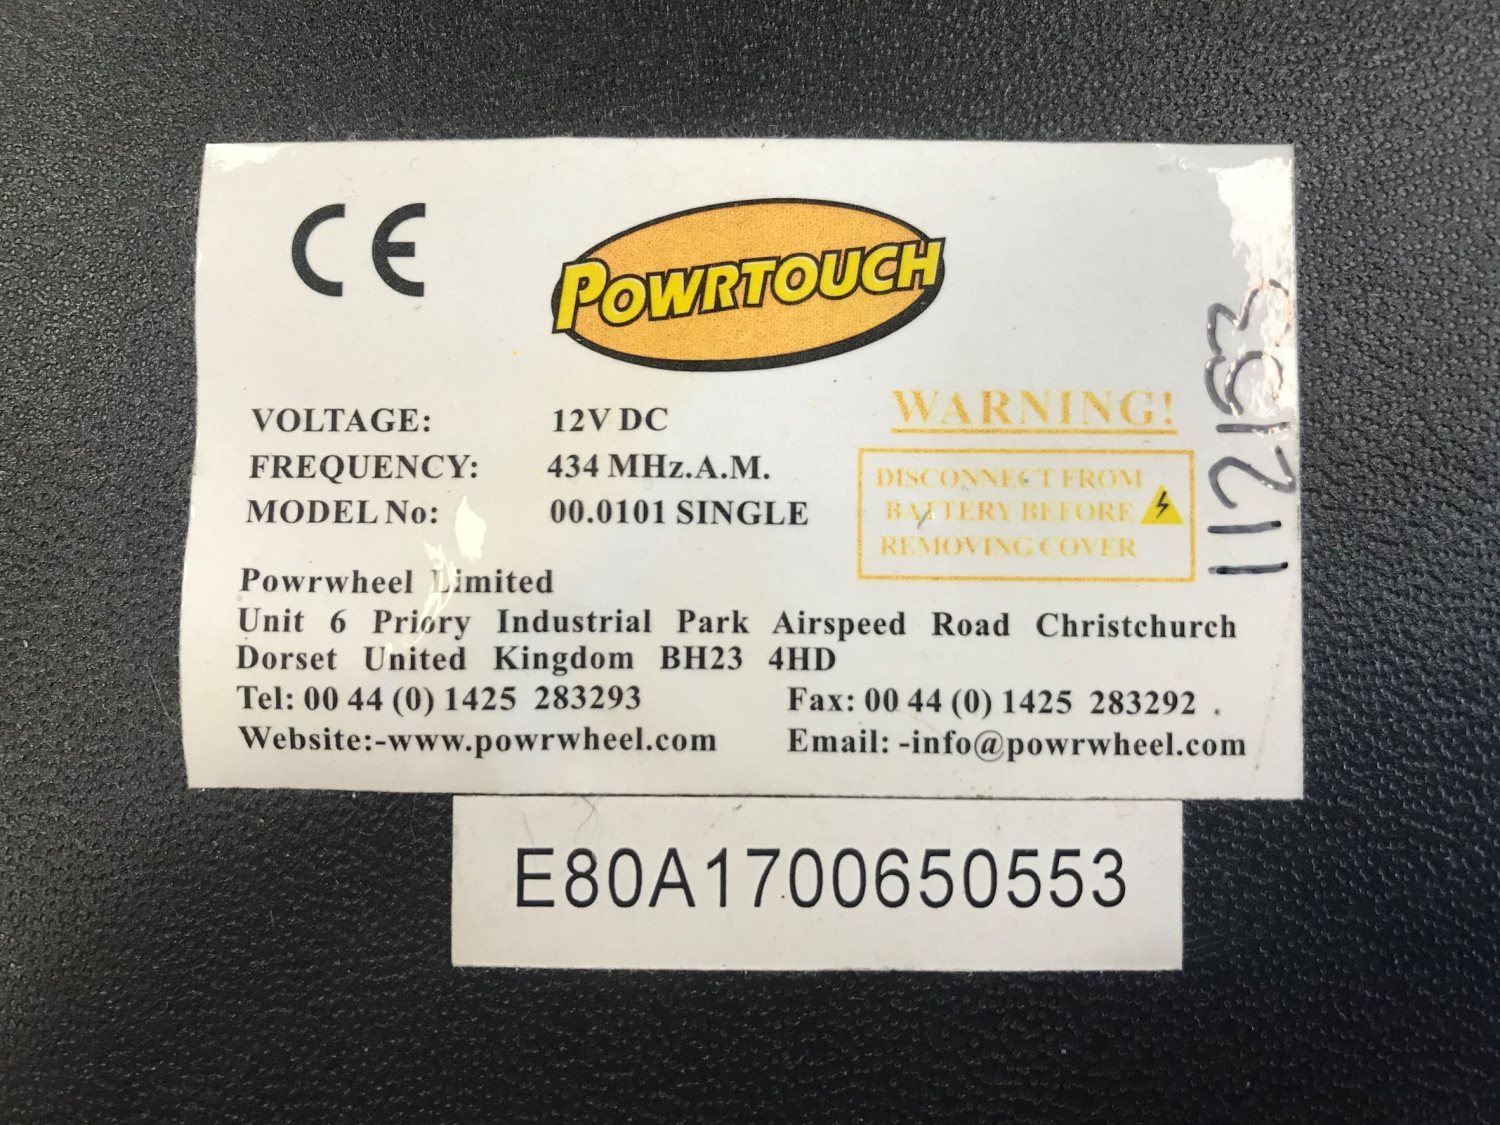 CE
POWRTOUCH
VOLTAGE: 12V DC
FREQUENCY: 434 MHz.A.M.
MODEL No: 00.0101 SINGLE
WARNING!
DISCONNECT FROM
BATTERY BEFORE
REMOVING COVER
Powrwheel Limited
Unit 6 Priory Industrial Park Airspeed Road Christchurch
Dorset United Kingdom BH23 4HD
Tel: 00 44 (0) 1425 283293 Fax: 00 44 (0) 1425 283292 .
Website:-www.powrwheel.com Email: -info@powrwheel.com
E80A1700650553